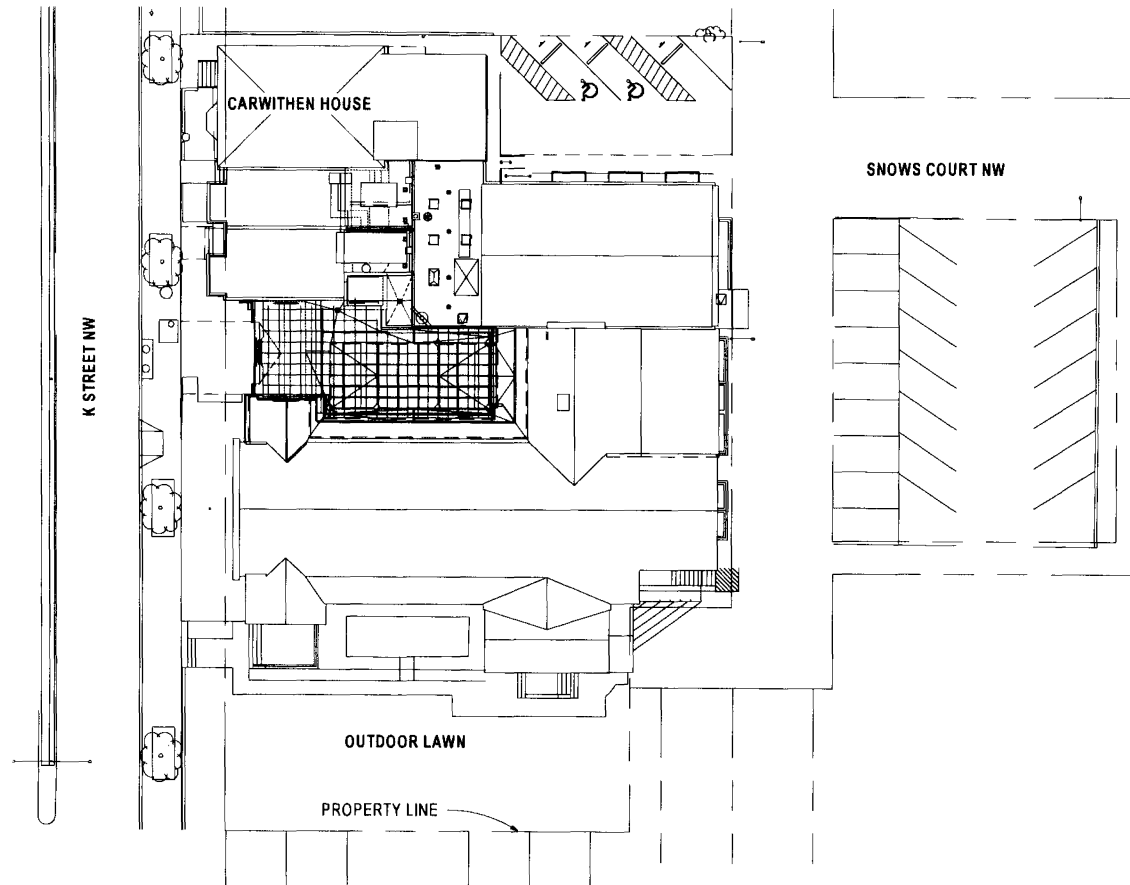 CARWITHEN HOUSE
SNOWS COURT NW
K STREET NW
OUTDOOR LAWN
PROPERTY LINE